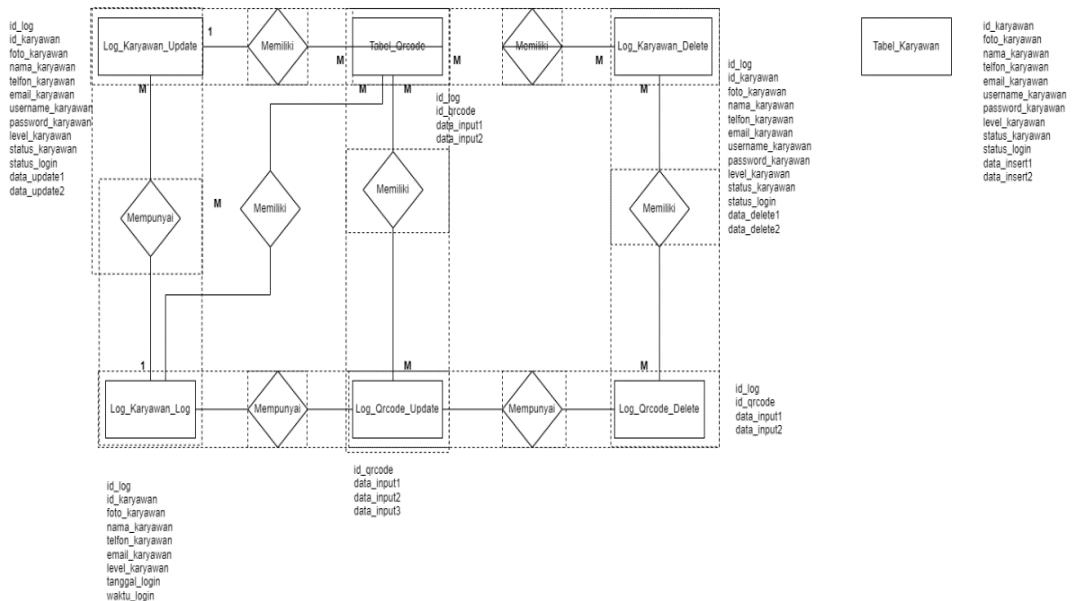 id_log
id_karyawan
foto_karyawan
nama_karyawan
telfon_karyawan
email_karyawan
username_karyawan
password_karyawan
level_karyawan
status_karyawan
status_login
data_update1
data_update2
Log_Karyawan_Update
1
Memiliki
M
Tabel_Qrcode
M
Memiliki
M
Log_Karyawan_Delete
Tabel_Karyawan
id_karyawan
foto_karyawan
nama_karyawan
telfon_karyawan
email_karyawan
username_karyawan
password_karyawan
level_karyawan
status_karyawan
status_login
data_insert1
data_insert2
M
M
M
M
id_log
id_qrcode
data_input1
data_input2
id_log
id_karyawan
foto_karyawan
nama_karyawan
telfon_karyawan
email_karyawan
username_karyawan
password_karyawan
level_karyawan
status_karyawan
status_login
data_delete1
data_delete2
Mempunyai
M
Memiliki
Memiliki
Memiliki
1
M
M
Log_Karyawan_Log
Mempunyai
Log_Qrcode_Update
Mempunyai
Log_Qrcode_Delete
id_log
id_qrcode
data_input1
data_input2
id_log
id_karyawan
foto_karyawan
nama_karyawan
telfon_karyawan
email_karyawan
level_karyawan
tanggal_login
waktu_login
id_qrcode
data_input1
data_input2
data_input3